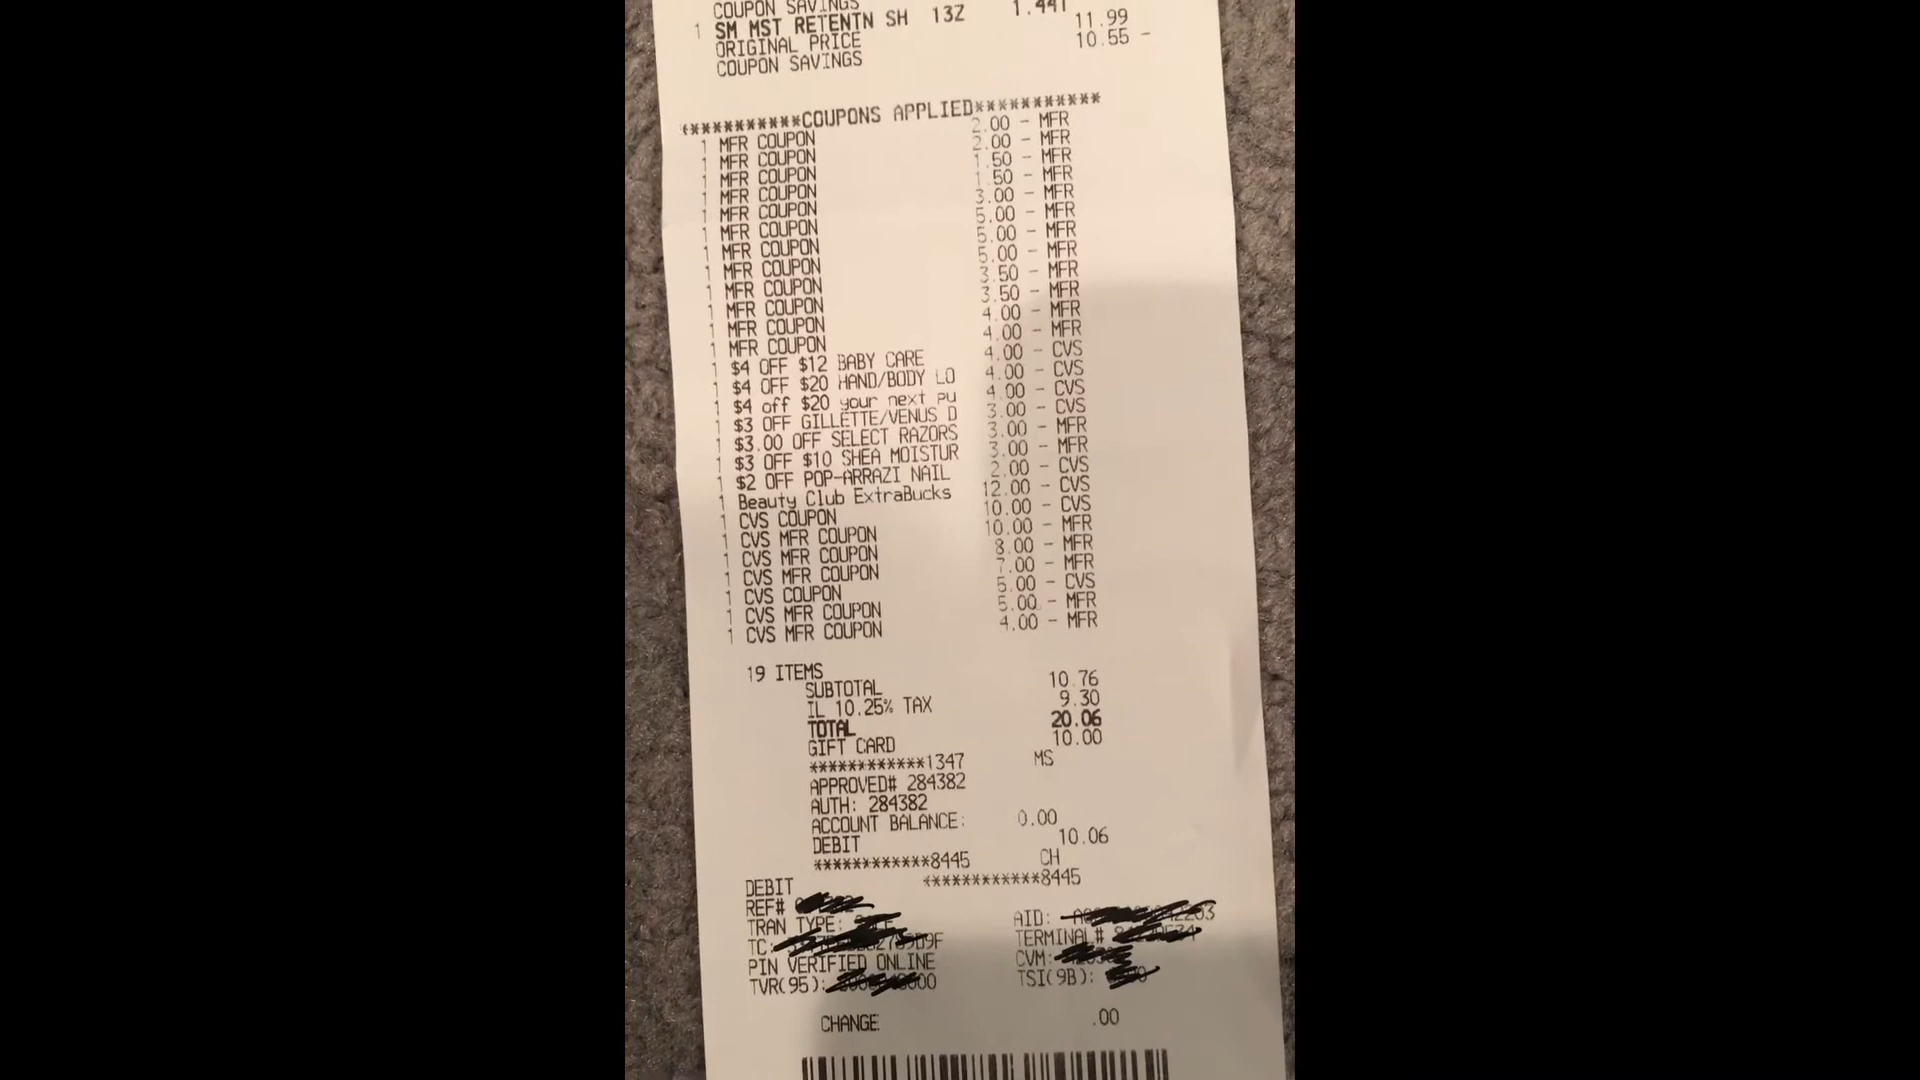 COUPON SAVINGS
1 SM MST RETENTN SH 13Z 1.44T
ORIGINAL PRICE 11.99
COUPON SAVINGS 10.55 -
***********COUPONS APPLIED***********
1 MFR COUPON 2.00 - MFR
1 MFR COUPON 2.00 - MFR
1 MFR COUPON 1.50 - MFR
1 MFR COUPON 1.50 - MFR
1 MFR COUPON 3.00 - MFR
1 MFR COUPON 5.00 - MFR
1 MFR COUPON 5.00 - MFR
1 MFR COUPON 5.00 - MFR
1 MFR COUPON 3.50 - MFR
1 MFR COUPON 3.50 - MFR
1 MFR COUPON 4.00 - MFR
1 MFR COUPON 4.00 - MFR
1 $4 OFF $12 BABY CARE 4.00 - CVS
1 $4 OFF $20 HAND/BODY LO 4.00 - CVS
1 $4 off $20 your next pu 4.00 - CVS
1 $3 OFF GILLETTE/VENUS D 3.00 - CVS
1 $3.00 OFF SELECT RAZORS 3.00 - MFR
1 $3 OFF $10 SHEA MOISTUR 3.00 - MFR
1 $2 OFF POP-ARRAZI NAIL 2.00 - CVS
1 Beauty Club ExtraBucks 12.00 - CVS
1 CVS COUPON 10.00 - CVS
1 CVS MFR COUPON 10.00 - MFR
1 CVS MFR COUPON 8.00 - MFR
1 CVS MFR COUPON 7.00 - MFR
1 CVS COUPON 5.00 - CVS
1 CVS MFR COUPON 5.00 - MFR
1 CVS MFR COUPON 4.00 - MFR
19 ITEMS
SUBTOTAL 10.76
IL 10.25% TAX 9.30
TOTAL 20.06
GIFT CARD 10.00
************1347 MS
APPROVED# 284382
AUTH: 284382
ACCOUNT BALANCE: 0.00
DEBIT 10.06
************8445 CH
DEBIT ************8445
REF# AID:
TRAN TYPE: TERMINAL#
TC: CVM:
PIN VERIFIED ONLINE TSI(9B):
TVR(95):
CHANGE .00